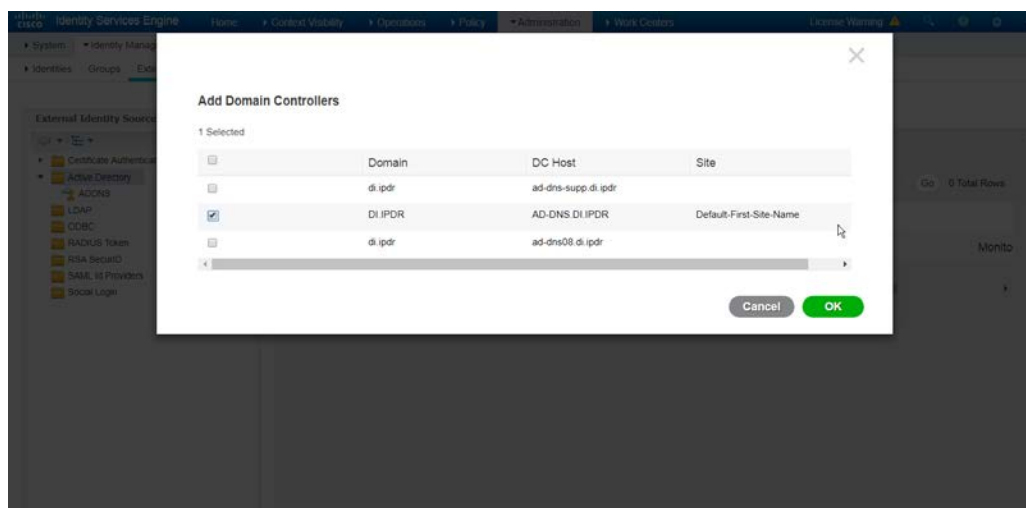 cisco Identity Services Engine Home Context Visibility Operations Policy Administration Work Centers License Warning
System Identity Manag
Identities Groups Exte
External Identity Source
Certificate Authenticat
Active Directory
ADDNS
LDAP
ODBC
RADIUS Token
RSA SecurID
SAML Id Providers
Social Login
Add Domain Controllers
1 Selected
Domain DC Host Site
di.ipdr ad-dns-supp.di.ipdr
DI.IPDR AD-DNS.DI.IPDR Default-First-Site-Name
di.ipdr ad-dns08.di.ipdr
Cancel OK
Go 0 Total Rows
Monito